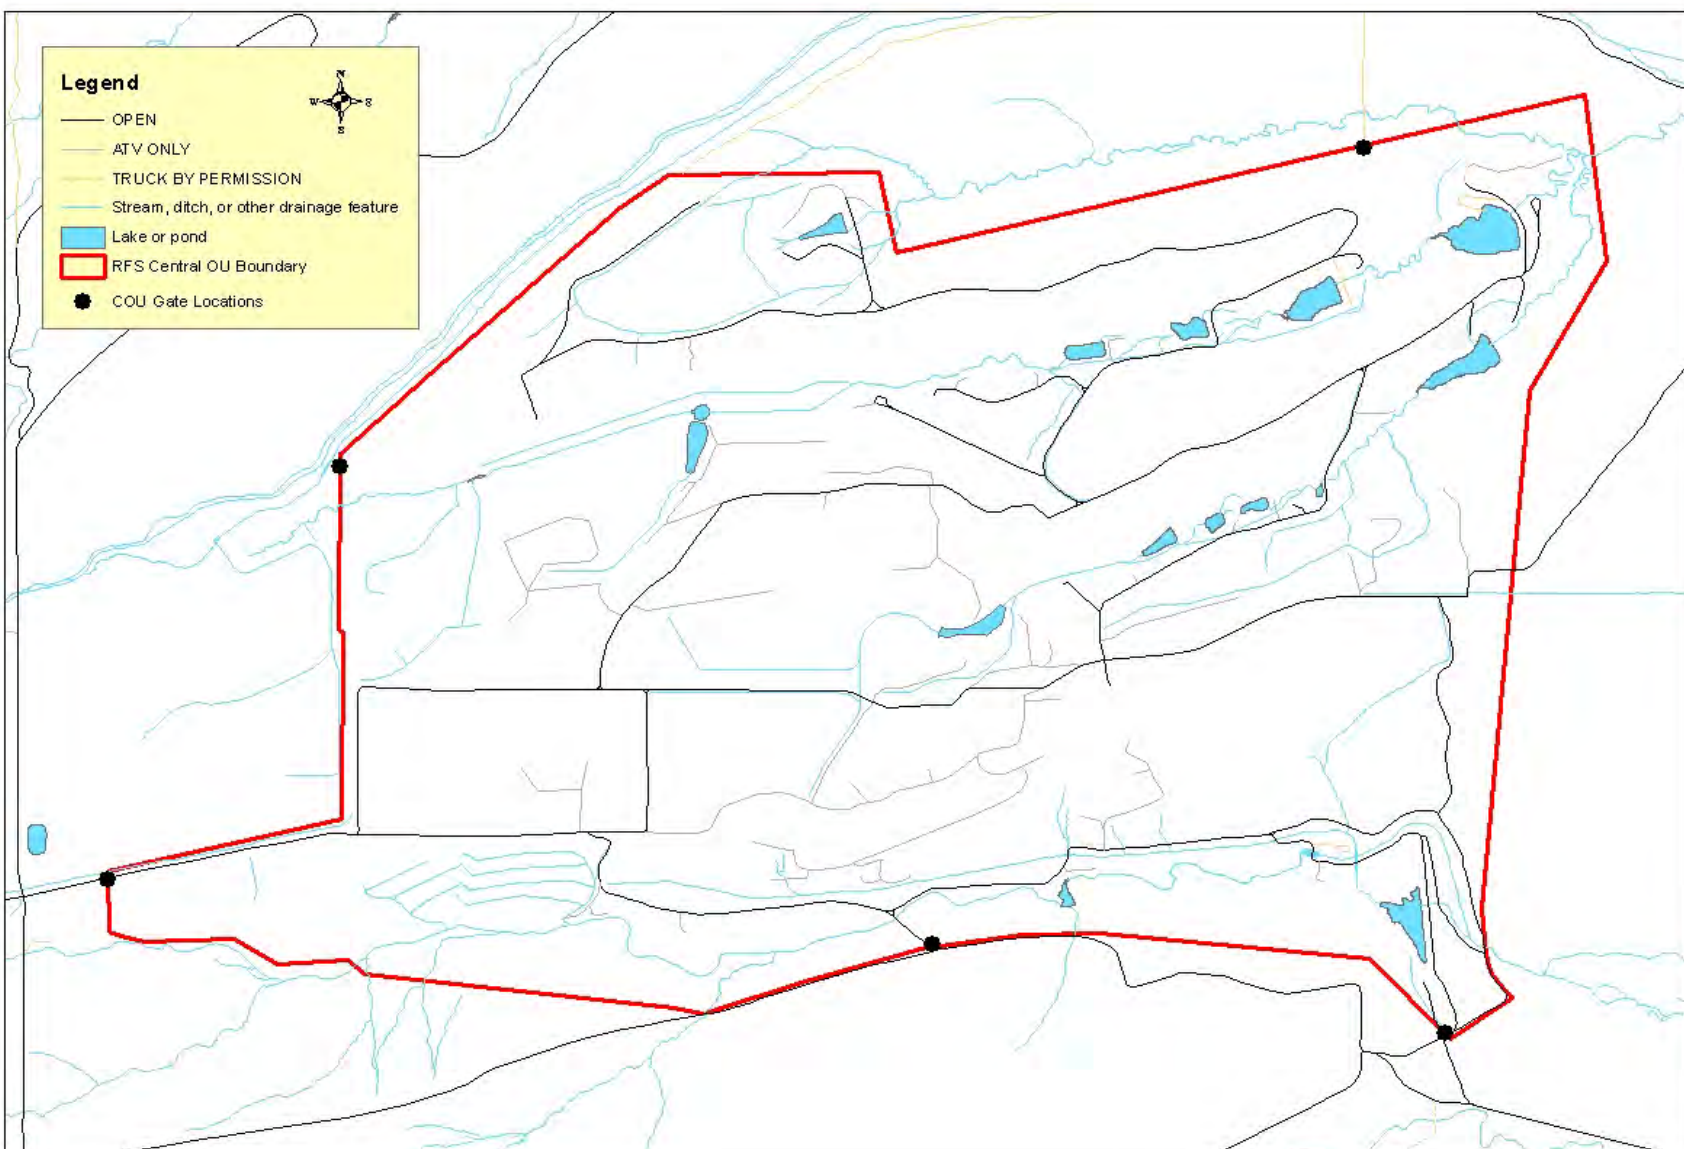 Legend
N
W E
S
OPEN
ATV ONLY
TRUCK BY PERMISSION
Stream, ditch, or other drainage feature
Lake or pond
RFS Central OU Boundary
COU Gate Locations